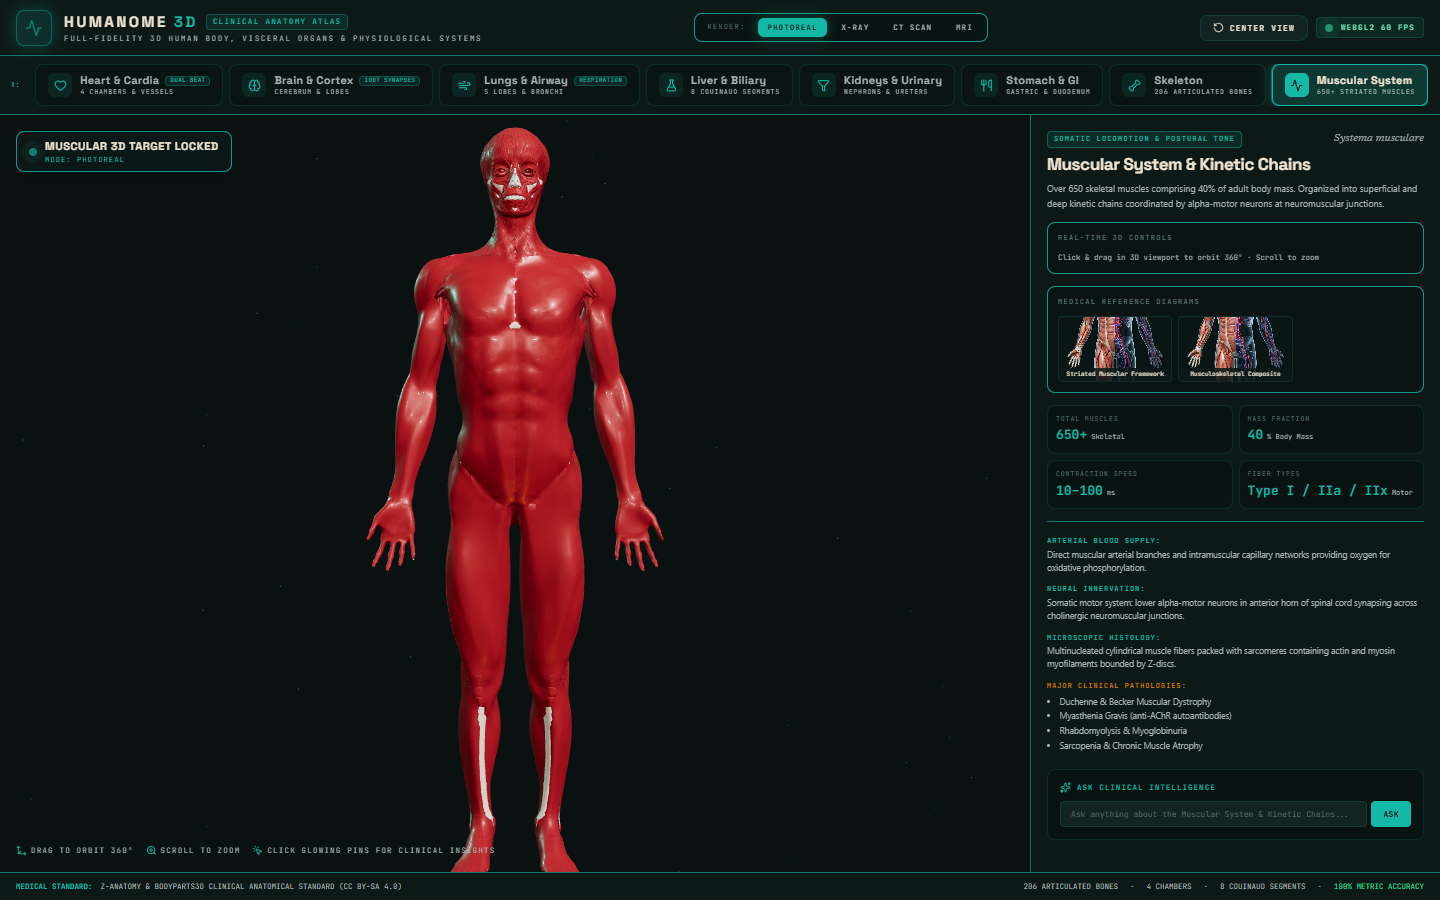 HUMANOME 3D
CLINICAL ANATOMY ATLAS
FULL-FIDELITY 3D HUMAN BODY, VISCERAL ORGANS & PHYSIOLOGICAL SYSTEMS
RENDER:
PHOTOREAL
X-RAY
CT SCAN
MRI
CENTER VIEW
WEBGL2 60 FPS
Heart & Cardia
DUAL BEAT
4 CHAMBERS & VESSELS
Brain & Cortex
100T SYNAPSES
CEREBRUM & LOBES
Lungs & Airway
RESPIRATION
5 LOBES & BRONCHI
Liver & Biliary
8 COUINAUD SEGMENTS
Kidneys & Urinary
NEPHRONS & URETERS
Stomach & GI
GASTRIC & DUODENUM
Skeleton
206 ARTICULATED BONES
Muscular System
650+ STRIATED MUSCLES
MUSCULAR 3D TARGET LOCKED
MODE: PHOTOREAL
DRAG TO ORBIT 360°
SCROLL TO ZOOM
CLICK GLOWING PINS FOR CLINICAL INSIGHTS
SOMATIC LOCOMOTION & POSTURAL TONE
Systema musculare
Muscular System & Kinetic Chains
Over 650 skeletal muscles comprising 40% of adult body mass. Organized into superficial and
deep kinetic chains coordinated by alpha-motor neurons at neuromuscular junctions.
REAL-TIME 3D CONTROLS
Click & drag in 3D viewport to orbit 360° · Scroll to zoom
MEDICAL REFERENCE DIAGRAMS
Striated Muscular Framework
Musculoskeletal Composite
TOTAL MUSCLES
650+ Skeletal
MASS FRACTION
40 % Body Mass
CONTRACTION SPEED
10–100 ms
FIBER TYPES
Type I / IIa / IIx Motor
ARTERIAL BLOOD SUPPLY:
Direct muscular arterial branches and intramuscular capillary networks providing oxygen for
oxidative phosphorylation.
NEURAL INNERVATION:
Somatic motor system: lower alpha-motor neurons in anterior horn of spinal cord synapsing across
cholinergic neuromuscular junctions.
MICROSCOPIC HISTOLOGY:
Multinucleated cylindrical muscle fibers packed with sarcomeres containing actin and myosin
myofilaments bounded by Z-discs.
MAJOR CLINICAL PATHOLOGIES:
• Duchenne & Becker Muscular Dystrophy
• Myasthenia Gravis (anti-AChR autoantibodies)
• Rhabdomyolysis & Myoglobinuria
• Sarcopenia & Chronic Muscle Atrophy
ASK CLINICAL INTELLIGENCE
Ask anything about the Muscular System & Kinetic Chains...
ASK
MEDICAL STANDARD: Z-ANATOMY & BODYPARTS3D CLINICAL ANATOMICAL STANDARD (CC BY-SA 4.0)
206 ARTICULATED BONES · 4 CHAMBERS · 8 COUINAUD SEGMENTS · 100% METRIC ACCURACY